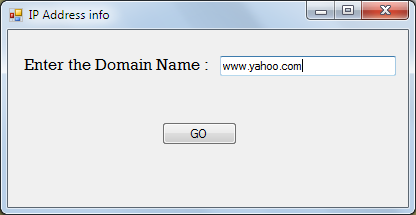 IP Address info
Enter the Domain Name : www.yahoo.com
GO